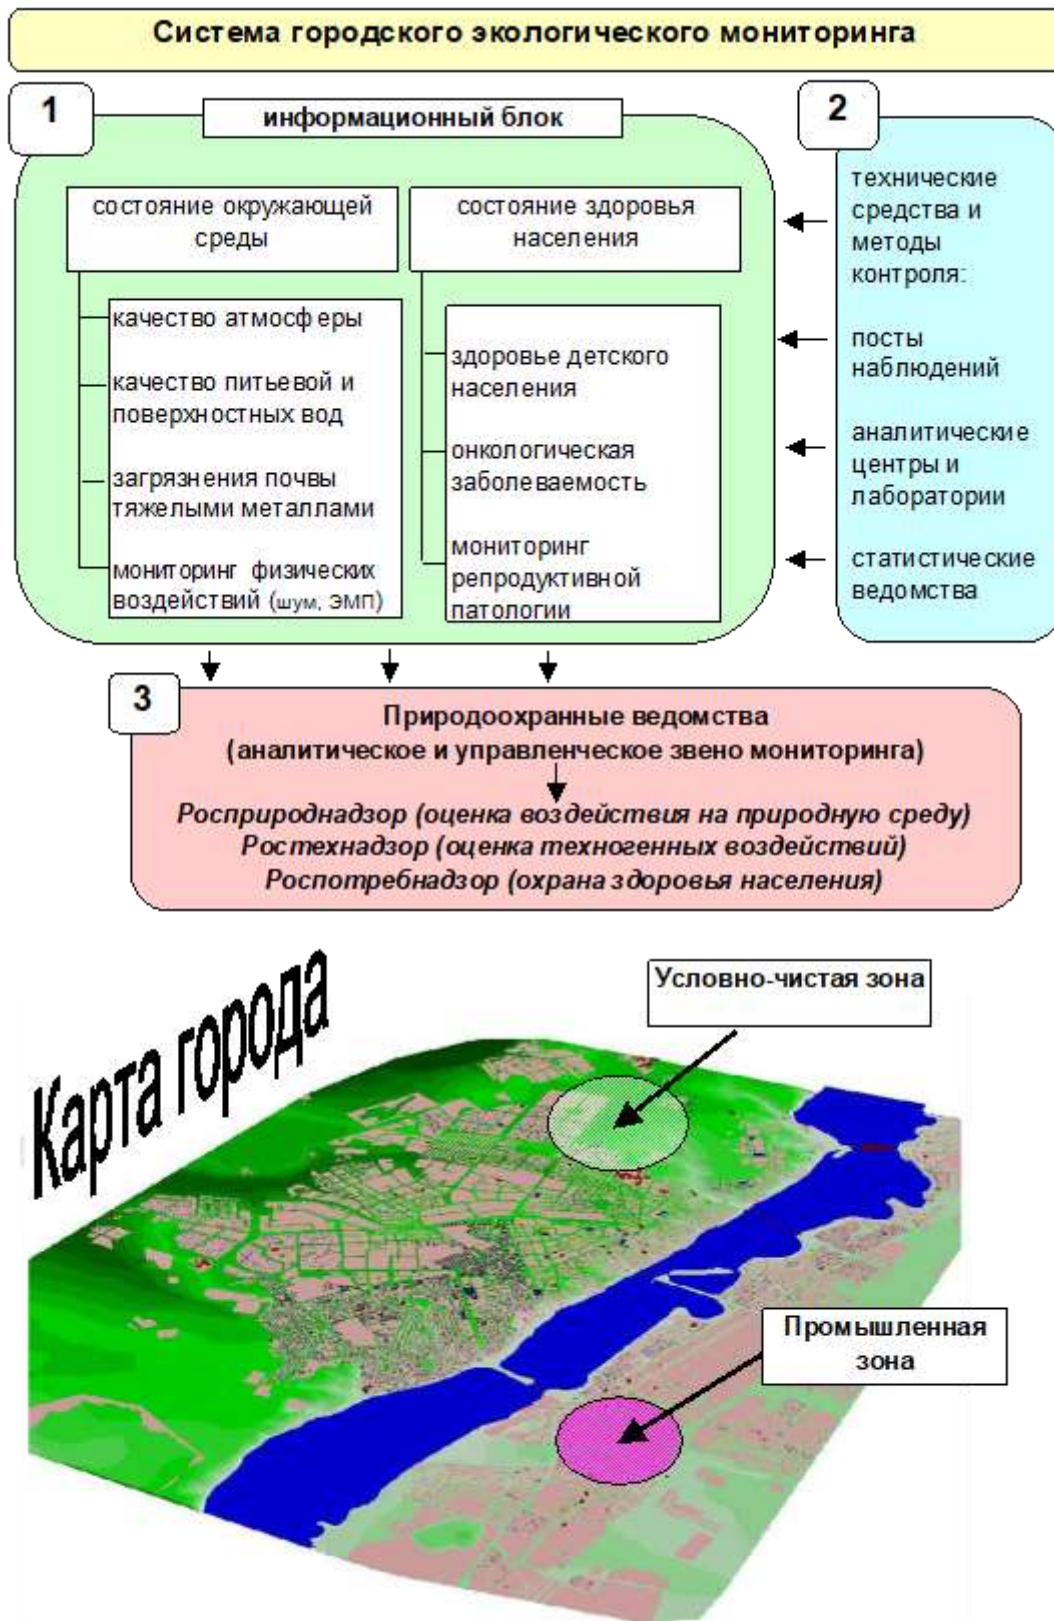 Система городского экологического мониторинга
1
информационный блок
состояние окружающей
среды
качество атмосферы
качество питьевой и
поверхностных вод
загрязнения почвы
тяжелыми металлами
мониторинг физических
воздействий (шум, ЭМП)
состояние здоровья
населения
здоровье детского
населения
онкологическая
заболеваемость
мониторинг
репродуктивной
патологии
2
технические
средства и
методы
контроля:
посты
наблюдений
аналитические
центры и
лаборатории
статистические
ведомства
3
Природоохранные ведомства
(аналитическое и управленческое звено мониторинга)
Росприроднадзор (оценка воздействия на природную среду)
Ростехнадзор (оценка техногенных воздействий)
Роспотребнадзор (охрана здоровья населения)
Карта города
Условно-чистая зона
Промышленная
зона